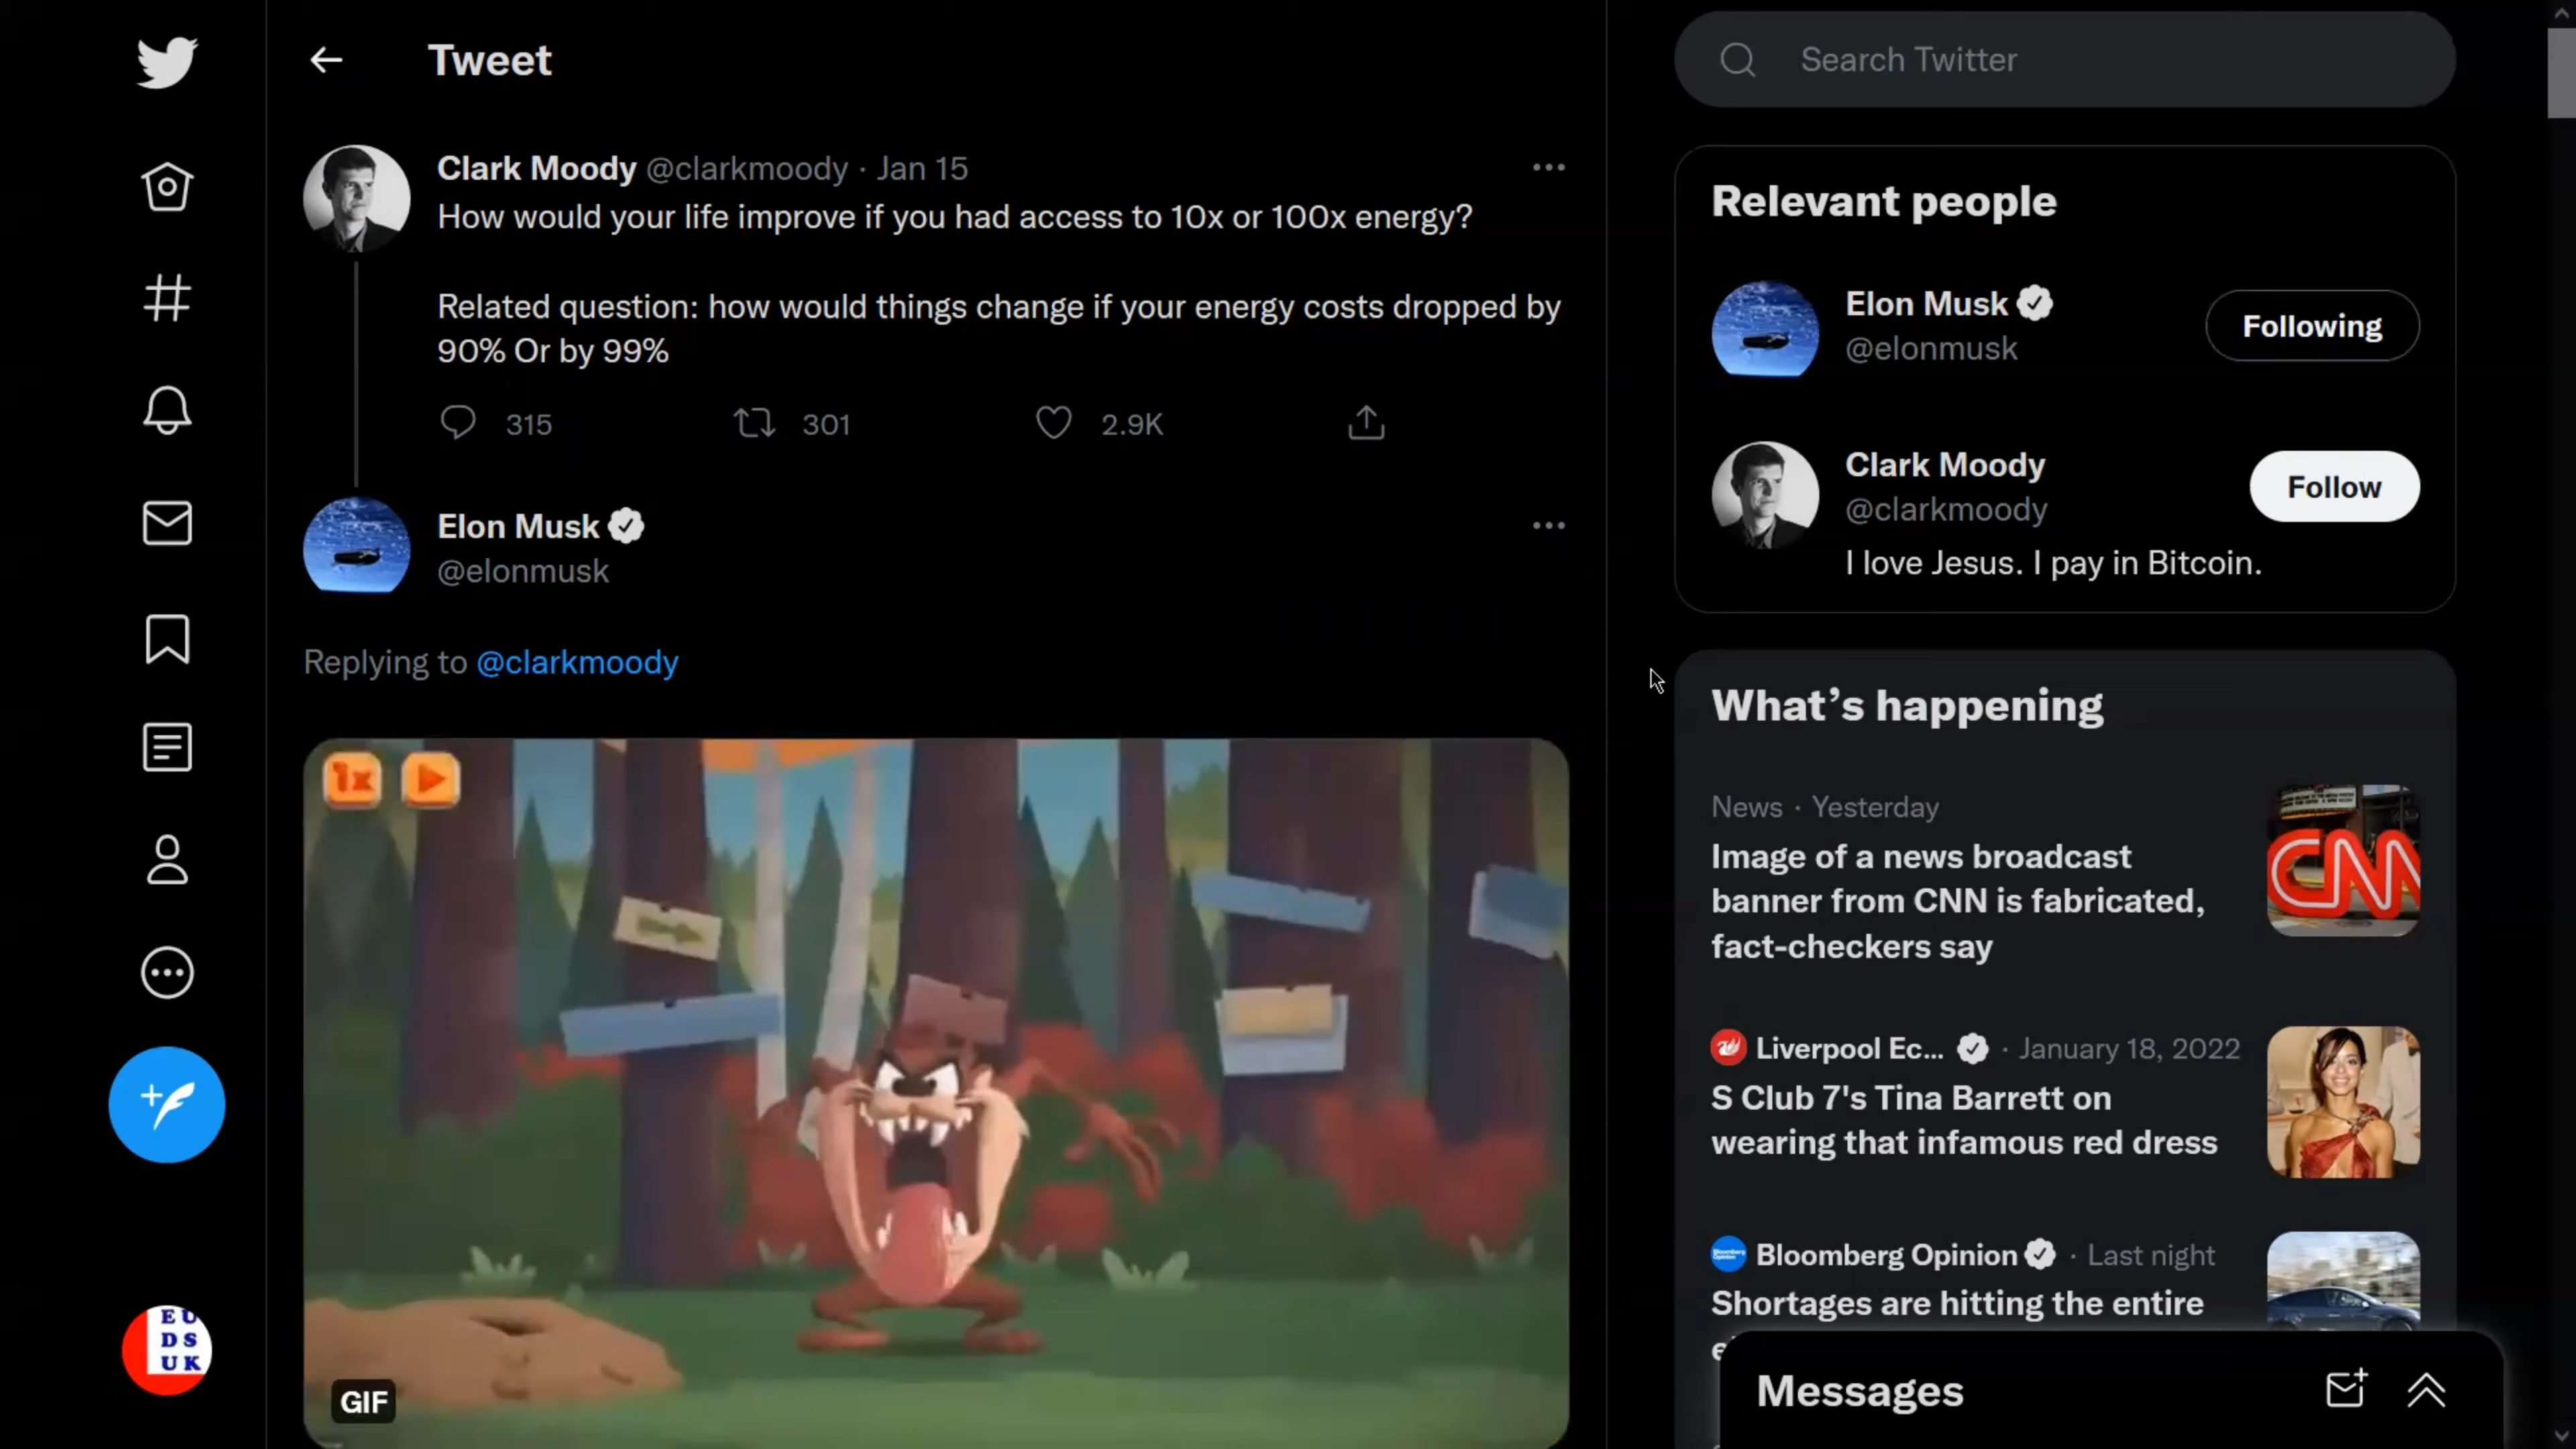 Tweet
Clark Moody @clarkmoody · Jan 15
How would your life improve if you had access to 10x or 100x energy?
Related question: how would things change if your energy costs dropped by
90% Or by 99%
315 301 2.9K
Elon Musk
@elonmusk
Replying to @clarkmoody
1x
GIF
EU
DS
UK
Search Twitter
Relevant people
Elon Musk
@elonmusk
Following
Clark Moody
@clarkmoody
Follow
I love Jesus. I pay in Bitcoin.
What's happening
News · Yesterday
Image of a news broadcast
banner from CNN is fabricated,
fact-checkers say
CNN
Liverpool Ec... · January 18, 2022
S Club 7's Tina Barrett on
wearing that infamous red dress
Bloomberg Opinion · Last night
Shortages are hitting the entire
Messages